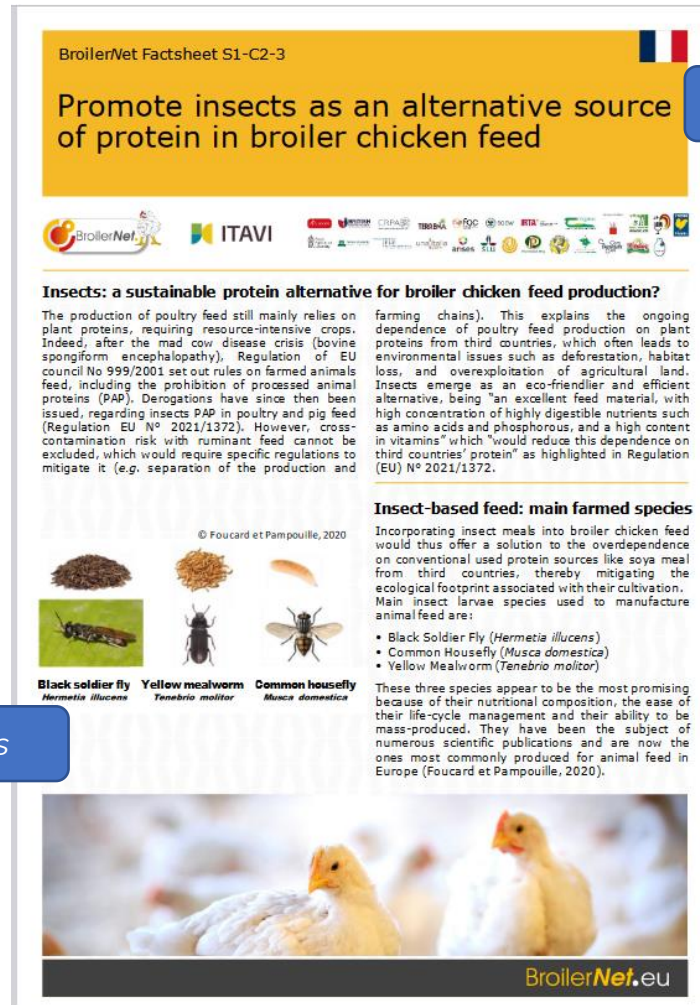 BroilerNet Factsheet S1-C2-3
Promote insects as an alternative source
of protein in broiler chicken feed
BroilerNet
ITAVI
Insects: a sustainable protein alternative for broiler chicken feed production?
The production of poultry feed still mainly relies on
plant proteins, requiring resource-intensive crops.
Indeed, after the mad cow disease crisis (bovine
spongiform encephalopathy), Regulation of EU
council No 999/2001 set out rules on farmed animals
feed, including the prohibition of processed animal
proteins (PAP). Derogations have since then been
issued, regarding insects PAP in poultry and pig feed
(Regulation EU N° 2021/1372). However, cross-
contamination risk with ruminant feed cannot be
excluded, which would require specific regulations to
mitigate it (e.g. separation of the production and
farming chains). This explains the ongoing
dependence of poultry feed production on plant
proteins from third countries, which often leads to
environmental issues such as deforestation, habitat
loss, and overexploitation of agricultural land.
Insects emerge as an eco-friendlier and efficient
alternative, being "an excellent feed material, with
high concentration of highly digestible nutrients such
as amino acids and phosphorous, and a high content
in vitamins" which "would reduce this dependence on
third countries' protein" as highlighted in Regulation
(EU) N° 2021/1372.
© Foucard et Pampouille, 2020
Black soldier fly Yellow mealworm Common housefly
Hermetia illucens Tenebrio molitor Musca domestica
Insect-based feed: main farmed species
Incorporating insect meals into broiler chicken feed
would thus offer a solution to the overdependence
on conventional used protein sources like soya meal
from third countries, thereby mitigating the
ecological footprint associated with their cultivation.
Main insect larvae species used to manufacture
animal feed are:
• Black Soldier Fly (Hermetia illucens)
• Common Housefly (Musca domestica)
• Yellow Mealworm (Tenebrio molitor)
These three species appear to be the most promising
because of their nutritional composition, the ease of
their life-cycle management and their ability to be
mass-produced. They have been the subject of
numerous scientific publications and are now the
ones most commonly produced for animal feed in
Europe (Foucard et Pampouille, 2020).
s
BroilerNet.eu